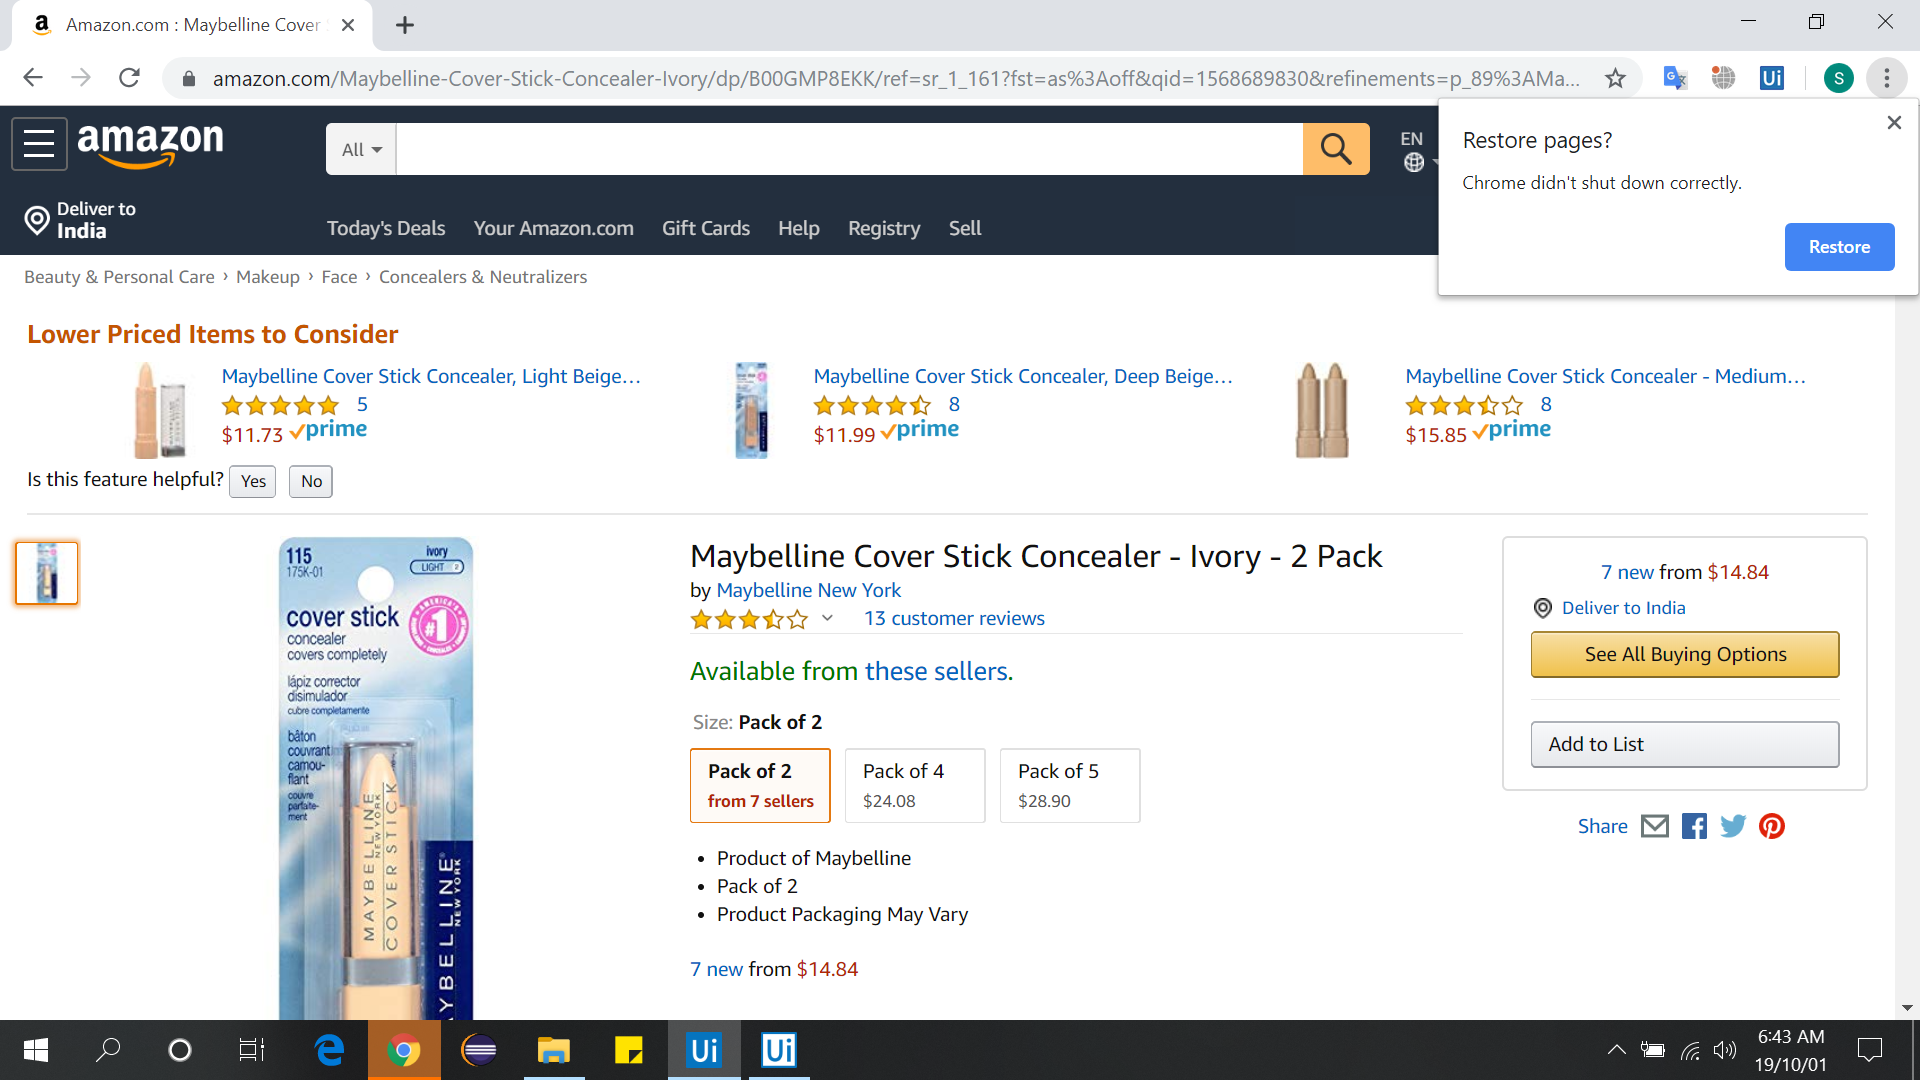 Amazon.com : Maybelline Cover
amazon.com/Maybelline-Cover-Stick-Concealer-Ivory/dp/B00GMP8EKK/ref=sr_1_161?fst=as%3Aoff&qid=1568689830&refinements=p_89%3AMa...
Ui
S
Restore pages?
Chrome didn't shut down correctly.
Restore
amazon
All
EN
Deliver to
India
Today's Deals
Your Amazon.com
Gift Cards
Help
Registry
Sell
Beauty & Personal Care › Makeup › Face › Concealers & Neutralizers
Lower Priced Items to Consider
Maybelline Cover Stick Concealer, Light Beige…
5
$11.73 prime
Maybelline Cover Stick Concealer, Deep Beige…
8
$11.99 prime
Maybelline Cover Stick Concealer - Medium…
8
$15.85 prime
Is this feature helpful? Yes No
115
175K-01
ivory
LIGHT 2
cover stick
concealer
covers completely
AMERICA'S
#1
CONCEALER
lápiz corrector
disimulador
cubre completamente
bâton
couvrant
camou-
flant
couvre
parfaite-
ment
MAYBELLINE
NEW YORK
COVER STICK
MAYBELLINE
NEW YORK
Maybelline Cover Stick Concealer - Ivory - 2 Pack
by Maybelline New York
13 customer reviews
Available from these sellers.
Size: Pack of 2
Pack of 2
from 7 sellers
Pack of 4
$24.08
Pack of 5
$28.90
• Product of Maybelline
• Pack of 2
• Product Packaging May Vary
7 new from $14.84
7 new from $14.84
Deliver to India
See All Buying Options
Add to List
Share
Ui
Ui
6:43 AM
19/10/01